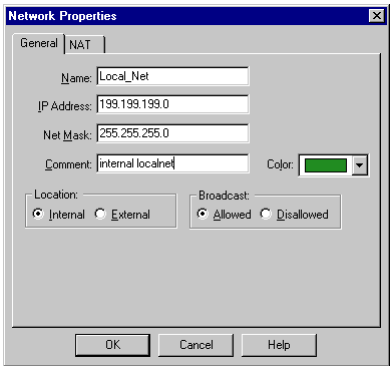 Network Properties
General NAT
Name: Local_Net
IP Address: 199.199.199.0
Net Mask: 255.255.255.0
Comment: internal localnet Color:
Location: Broadcast:
Internal External Allowed Disallowed
OK Cancel Help